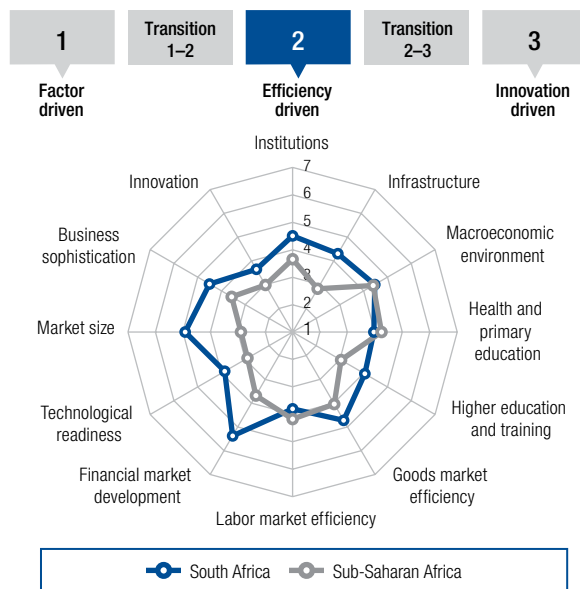 1
Transition
1–2
2
Transition
2–3
3
Factor
driven
Efficiency
driven
Innovation
driven
Institutions
7
6
5
4
3
2
1
Infrastructure
Macroeconomic
environment
Health and
primary
education
Higher education
and training
Goods market
efficiency
Labor market efficiency
Financial market
development
Technological
readiness
Market size
Business
sophistication
Innovation
South Africa
Sub-Saharan Africa